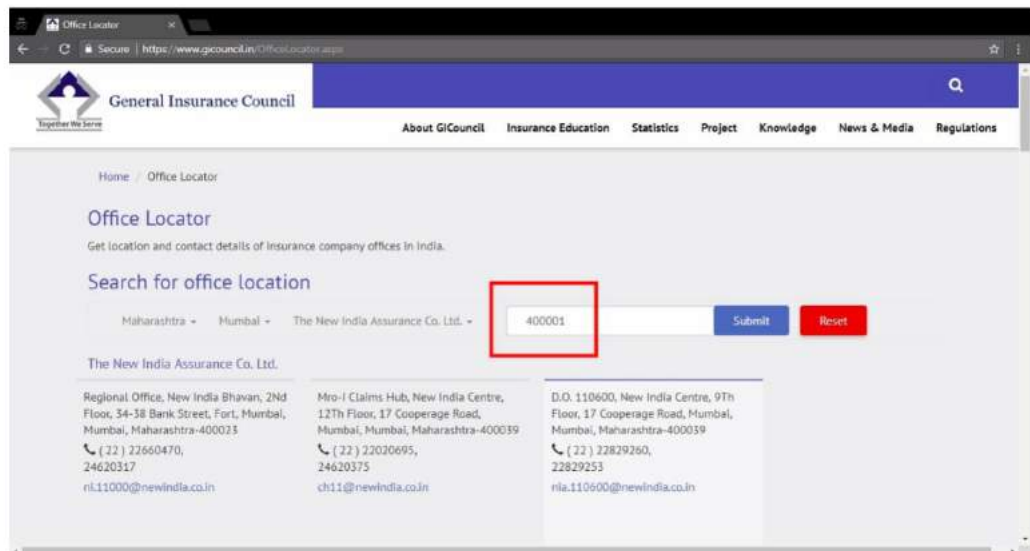 Office Locator
Secure | https://www.gicouncil.in/OfficeLocator.aspx
General Insurance Council
Together We Serve
About GICouncil Insurance Education Statistics Project Knowledge News & Media Regulations
Home / Office Locator
Office Locator
Get location and contact details of insurance company offices in India.
Search for office location
Maharashtra Mumbai The New India Assurance Co. Ltd. 400001 Submit Reset
The New India Assurance Co. Ltd.
Regional Office, New India Bhavan, 2Nd
Floor, 34-38 Bank Street, Fort, Mumbai,
Mumbai, Maharashtra-400023
( 22 ) 22660470,
24620317
nl.11000@newindia.co.in
Mro-I Claims Hub, New India Centre,
12Th Floor, 17 Cooperage Road,
Mumbai, Mumbai, Maharashtra-400039
( 22 ) 22020695,
24620375
ch11@newindia.co.in
D.O. 110600, New India Centre, 9Th
Floor, 17 Cooperage Road, Mumbai,
Mumbai, Maharashtra-400039
( 22 ) 22829260,
22829253
nia.110600@newindia.co.in